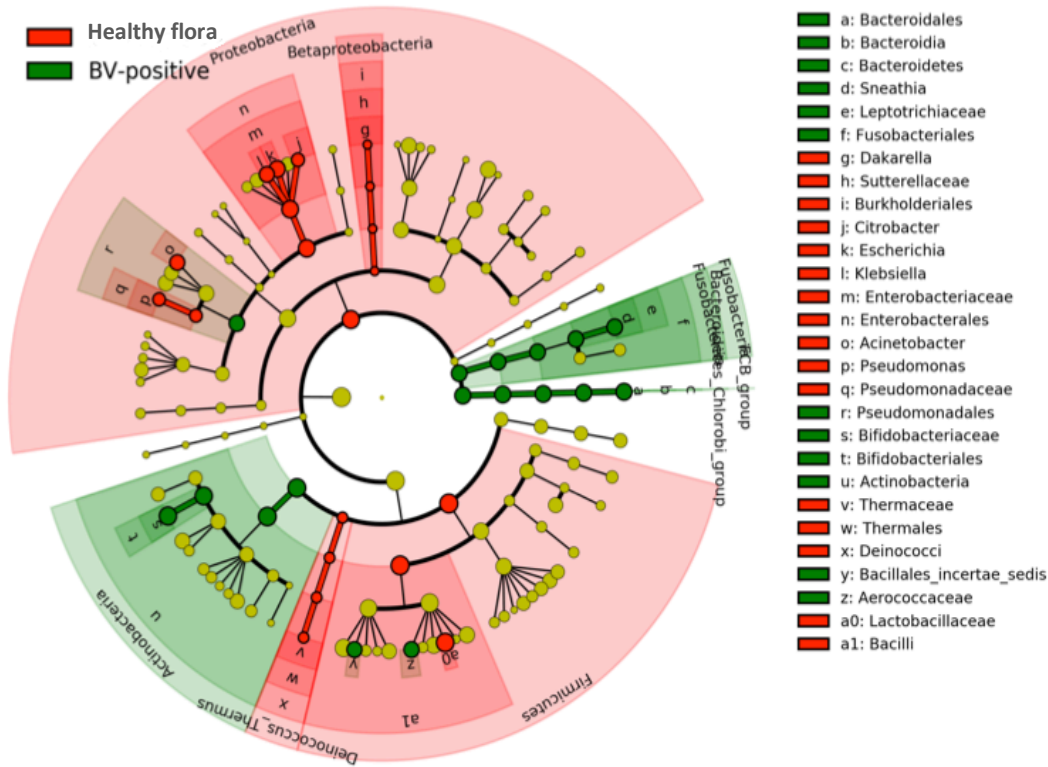 Healthy flora
BV-positive
Proteobacteria
Betaproteobacteria
i
h
g
n
m
l
k
j
r
q
p
o
d
e
f
a
b
c
Fusobacteria
FCB_group
Bacteroidetes_Chlorobi_group
s
t
u
Actinobacteria
v
w
x
Deinococcus_Thermus
y
z
a0
a1
Firmicutes
a: Bacteroidales
b: Bacteroidia
c: Bacteroidetes
d: Sneathia
e: Leptotrichiaceae
f: Fusobacteriales
g: Dakarella
h: Sutterellaceae
i: Burkholderiales
j: Citrobacter
k: Escherichia
l: Klebsiella
m: Enterobacteriaceae
n: Enterobacterales
o: Acinetobacter
p: Pseudomonas
q: Pseudomonadaceae
r: Pseudomonadales
s: Bifidobacteriaceae
t: Bifidobacteriales
u: Actinobacteria
v: Thermaceae
w: Thermales
x: Deinococci
y: Bacillales_incertae_sedis
z: Aerococcaceae
a0: Lactobacillaceae
a1: Bacilli